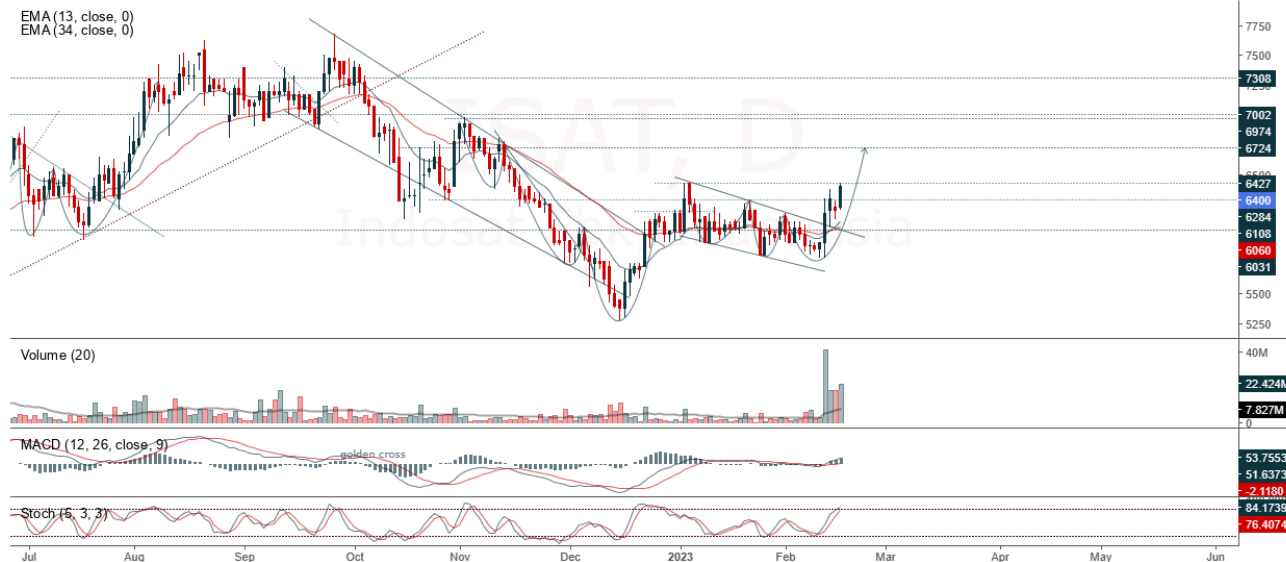 EMA (13, close, 0)
EMA (34, close, 0)
ISAT, D
7750
7500
7308
7002
6974
6724
6427
6400
6284
6108
6060
6031
5500
5250
Volume (20)
40M
22.424M
7.827M
0
MACD (12, 26, close, 9)
golden cross
53.7553
51.6373
-2.1180
Stoch (5, 3, 3)
84.1739
76.4074
Jul Aug Sep Oct Nov Dec 2023 Feb Mar Apr May Jun